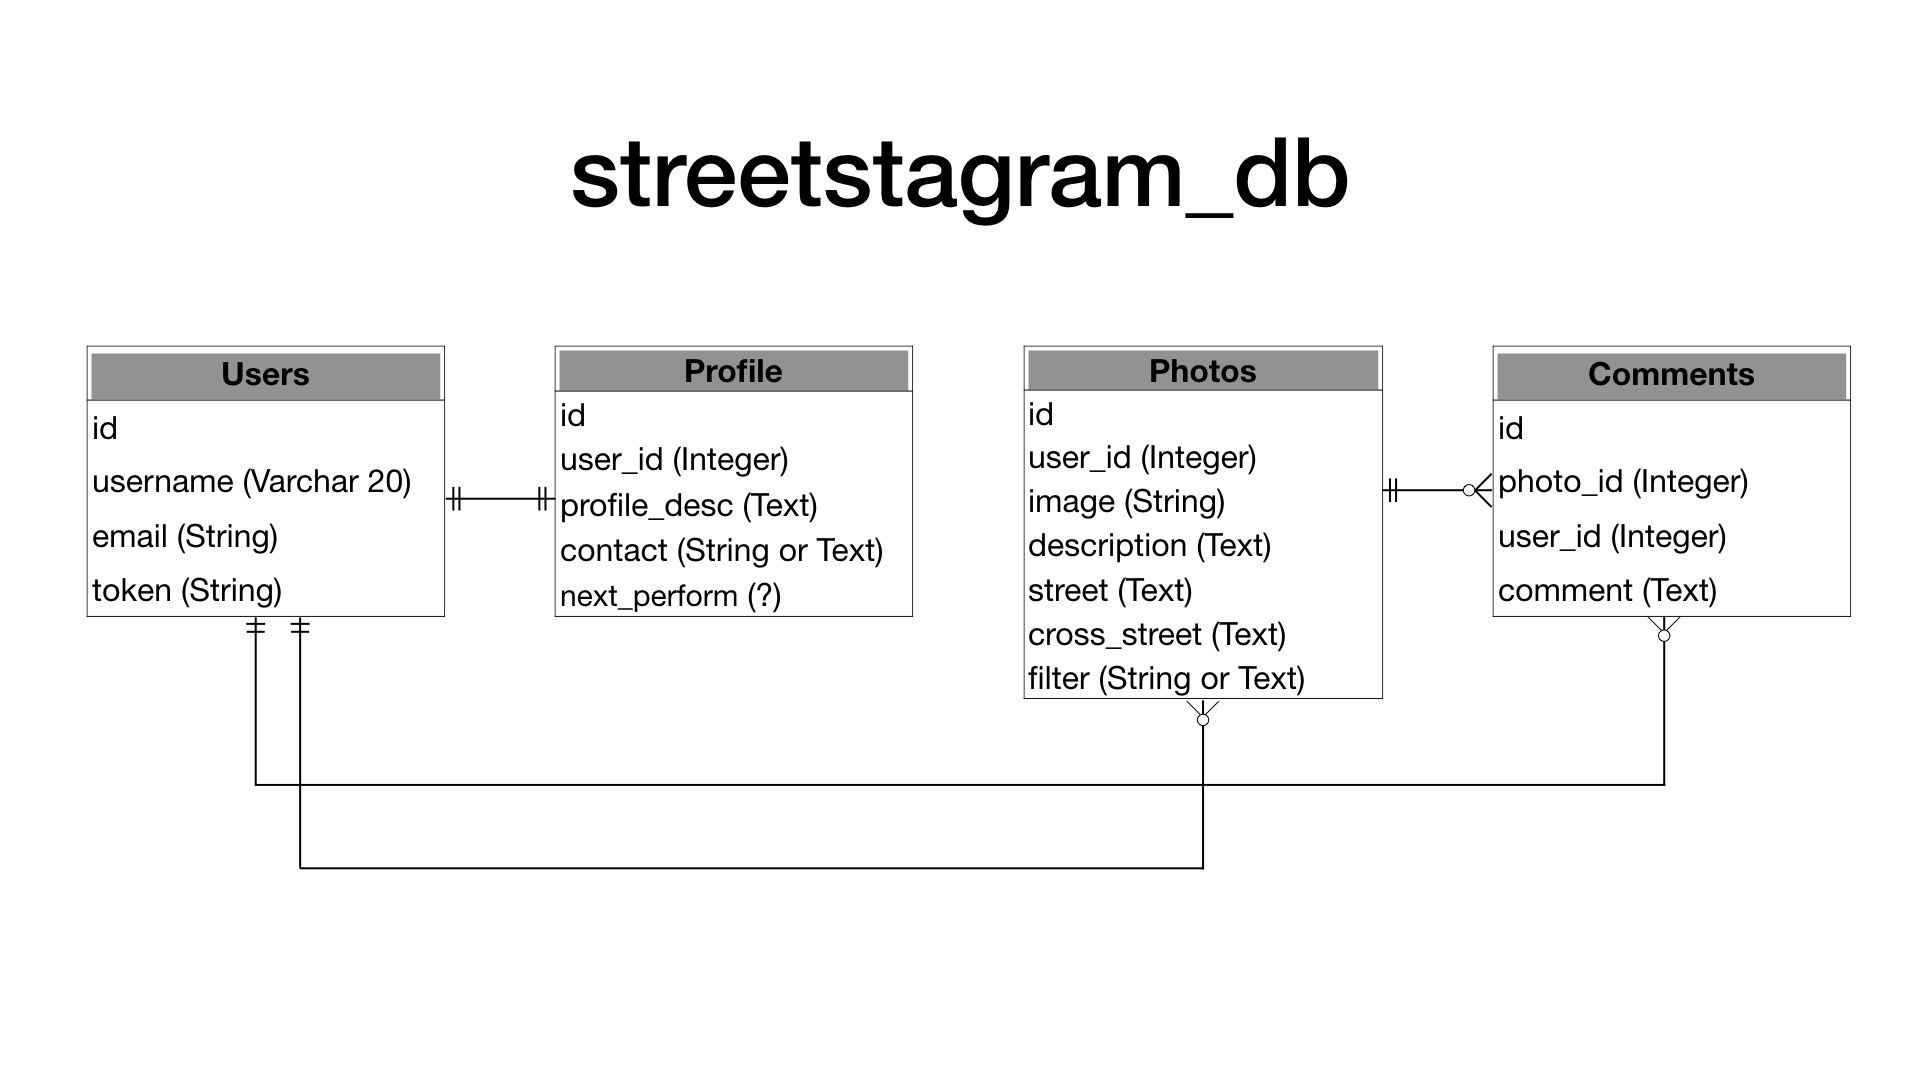 streetstagram_db
Users
id
username (Varchar 20)
email (String)
token (String)
Profile
id
user_id (Integer)
profile_desc (Text)
contact (String or Text)
next_perform (?)
Photos
id
user_id (Integer)
image (String)
description (Text)
street (Text)
cross_street (Text)
filter (String or Text)
Comments
id
photo_id (Integer)
user_id (Integer)
comment (Text)